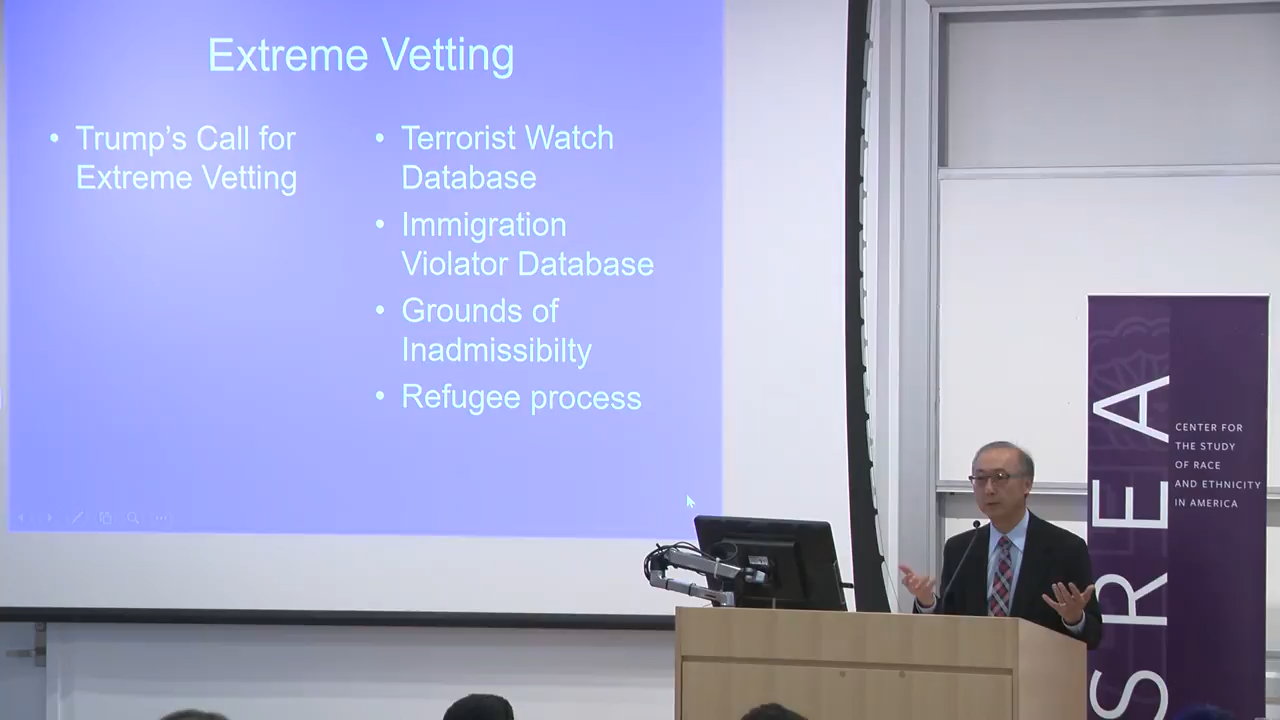 Extreme Vetting
• Trump's Call for
Extreme Vetting
• Terrorist Watch
Database
• Immigration
Violator Database
• Grounds of
Inadmissibilty
• Refugee process
SREA
CENTER FOR
THE STUDY
OF RACE
AND ETHNICITY
IN AMERICA